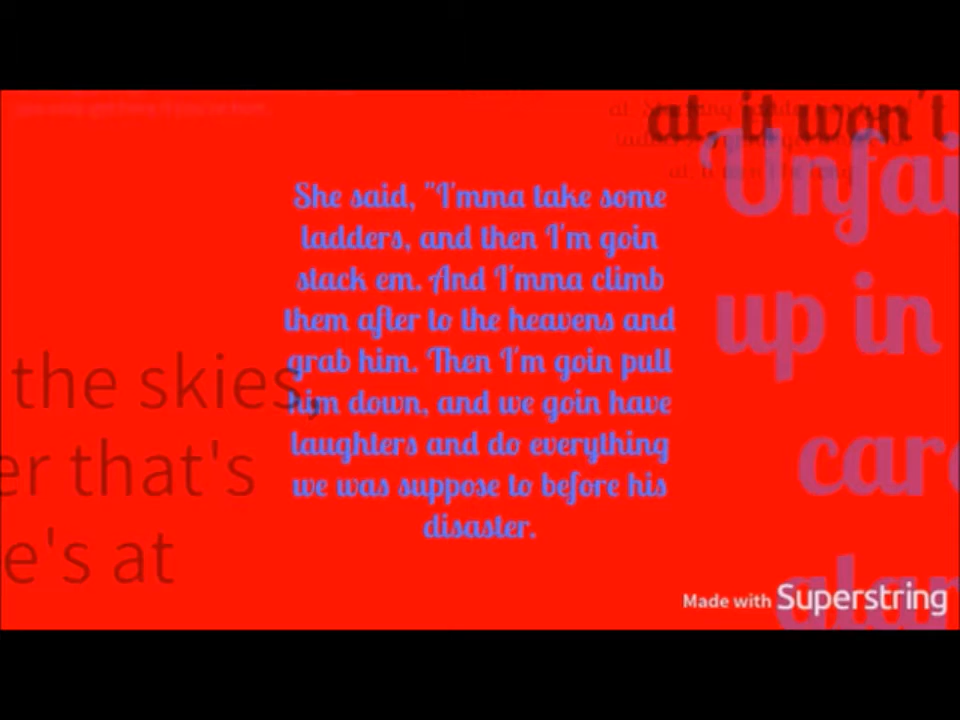 at, it won't
Unfai
up in
the skies,
er that's
e's at
She said, "I'mma take some
ladders, and then I'm goin
stack em. And I'mma climb
them after to the heavens and
grab him. Then I'm goin pull
him down, and we goin have
laughters and do everything
we was suppose to before his
disaster.
care
alar
Made with Superstring